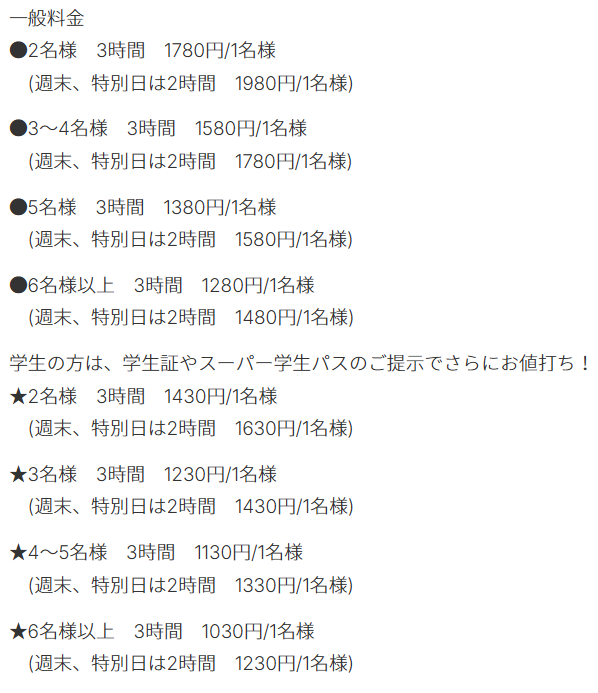 一般料金
●2名様　3時間　1780円/1名様
(週末、特別日は2時間　1980円/1名様)
●3～4名様　3時間　1580円/1名様
(週末、特別日は2時間　1780円/1名様)
●5名様　3時間　1380円/1名様
(週末、特別日は2時間　1580円/1名様)
●6名様以上　3時間　1280円/1名様
(週末、特別日は2時間　1480円/1名様)
学生の方は、学生証やスーパー学生パスのご提示でさらにお値打ち！
★2名様　3時間　1430円/1名様
(週末、特別日は2時間　1630円/1名様)
★3名様　3時間　1230円/1名様
(週末、特別日は2時間　1430円/1名様)
★4～5名様　3時間　1130円/1名様
(週末、特別日は2時間　1330円/1名様)
★6名様以上　3時間　1030円/1名様
(週末、特別日は2時間　1230円/1名様)